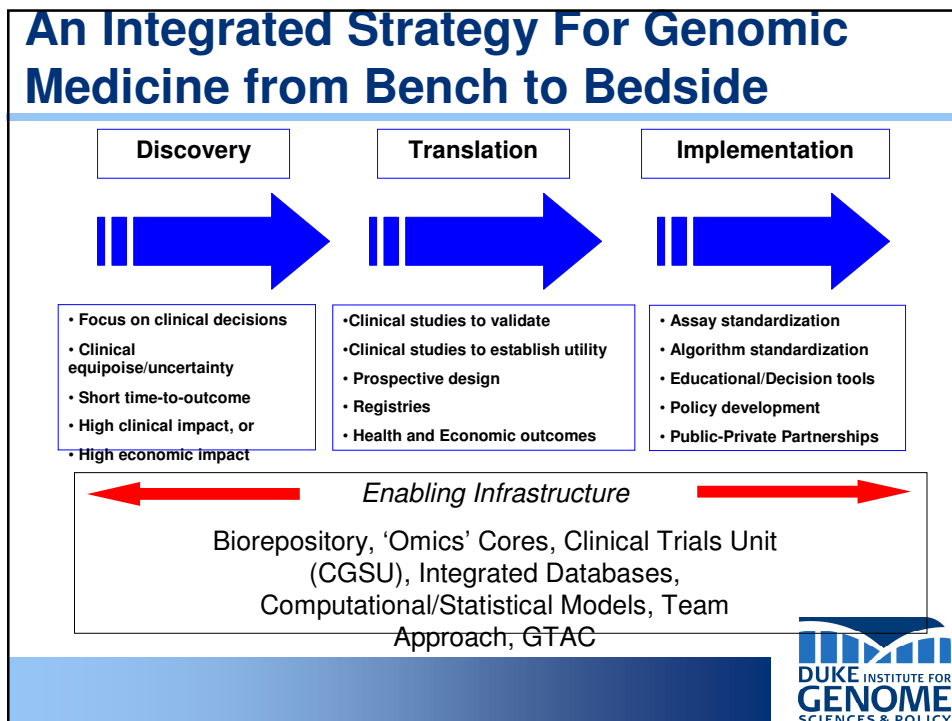 An Integrated Strategy For Genomic
Medicine from Bench to Bedside
Discovery
Translation
Implementation
• Focus on clinical decisions
• Clinical
equipoise/uncertainty
• Short time-to-outcome
• High clinical impact, or
• High economic impact
•Clinical studies to validate
•Clinical studies to establish utility
• Prospective design
• Registries
• Health and Economic outcomes
• Assay standardization
• Algorithm standardization
• Educational/Decision tools
• Policy development
• Public-Private Partnerships
Enabling Infrastructure
Biorepository, ‘Omics’ Cores, Clinical Trials Unit
(CGSU), Integrated Databases,
Computational/Statistical Models, Team
Approach, GTAC
DUKE INSTITUTE FOR
GENOME
SCIENCES & POLICY